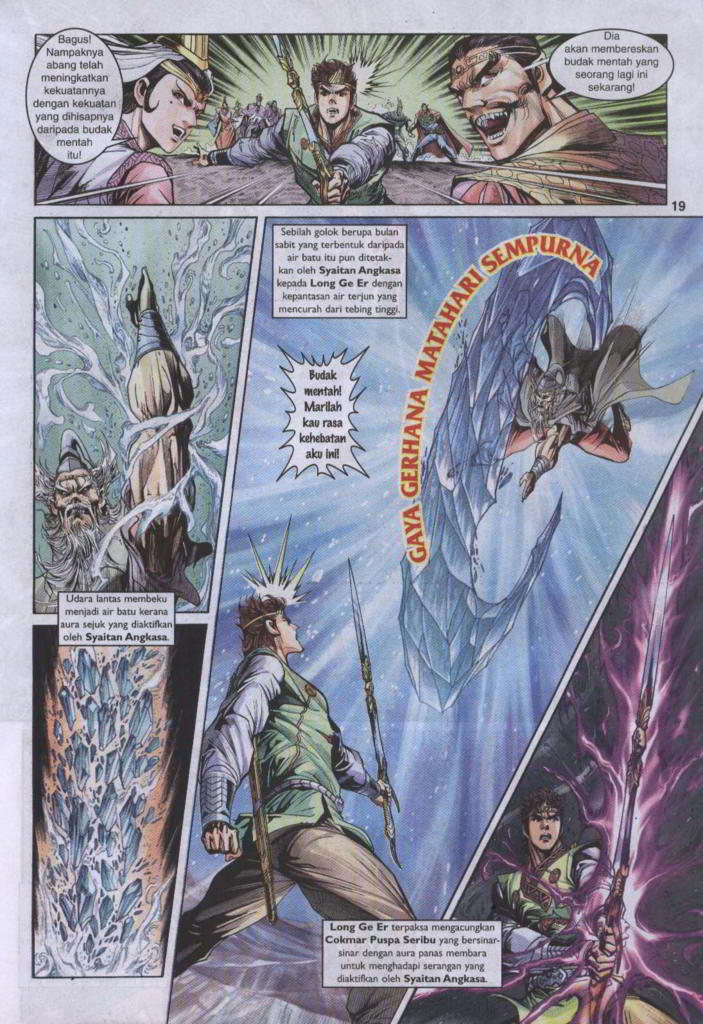 Bagus!
Nampaknya
abang telah
meningkatkan
kekuatannya
dengan kekuatan
yang dihisapnya
daripada budak
mentah
itu!
Dia
akan membereskan
budak mentah yang
seorang lagi ini
sekarang!
19
Sebilah golok berupa bulan
sabit yang terbentuk daripada
air batu itu pun ditetak-
kan oleh Syaitan Angkasa
kepada Long Ge Er dengan
kepantasan air terjun yang
mencurah dari tebing tinggi.
GAYA GERHANA MATAHARI SEMPURNA
Budak
mentah!
Marilah
kau rasa
kehebatan
aku ini!
Udara lantas membeku
menjadi air batu kerana
aura sejuk yang diaktifkan
oleh Syaitan Angkasa.
Long Ge Er terpaksa mengacungkan
Cokmar Puspa Seribu yang bersinar-
sinar dengan aura panas membara
untuk menghadapi serangan yang
diaktifkan oleh Syaitan Angkasa.